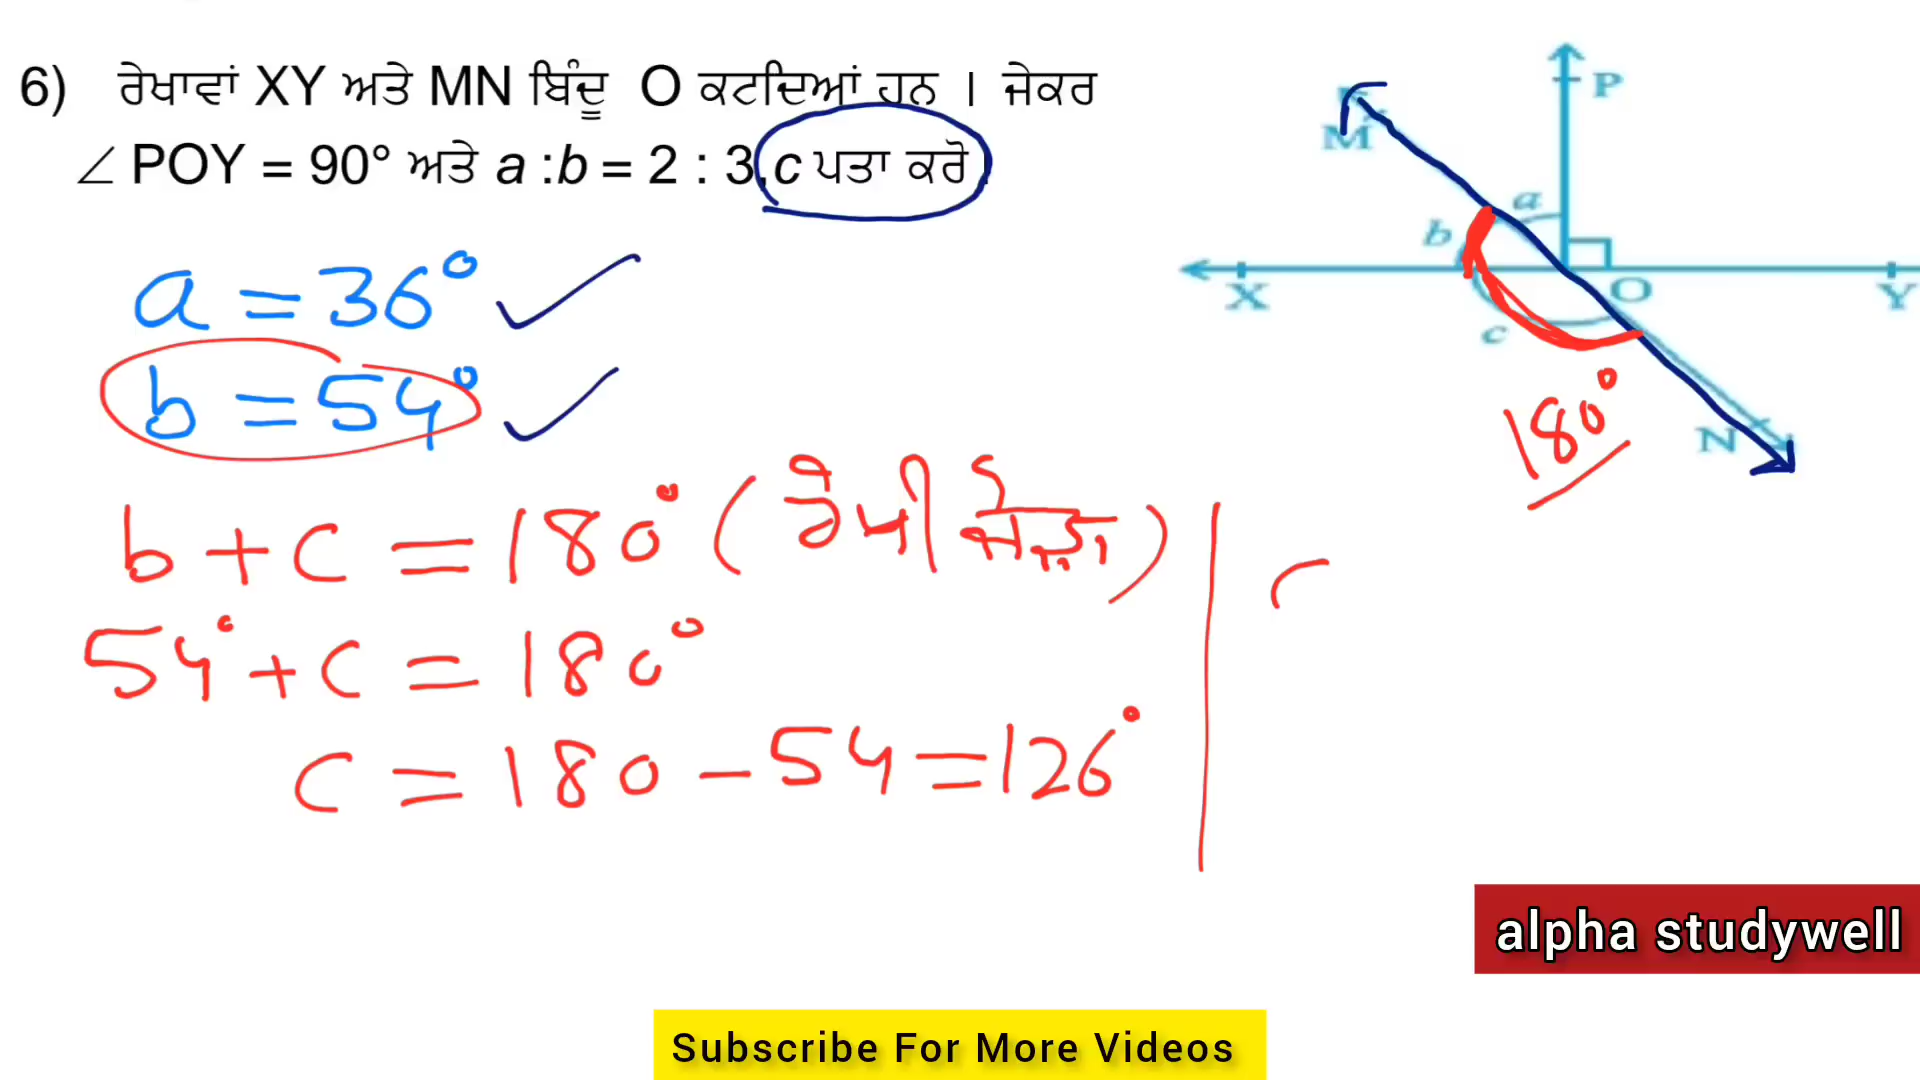 6) ਰੇਖਾਵਾਂ XY ਅਤੇ MN ਬਿੰਦੂ O ਕਟਦਿਆਂ ਹਨ । ਜੇਕਰ
∠ POY = 90° ਅਤੇ a :b = 2 : 3,c ਪਤਾ ਕਰੋ
P
M
a
b
X
O
Y
c
N
180°
a = 36°
b = 54°
b + c = 180° ( ਰੈਖੀ ਜੋੜਾ )
54° + c = 180°
c = 180 - 54 = 126°
alpha studywell
Subscribe For More Videos